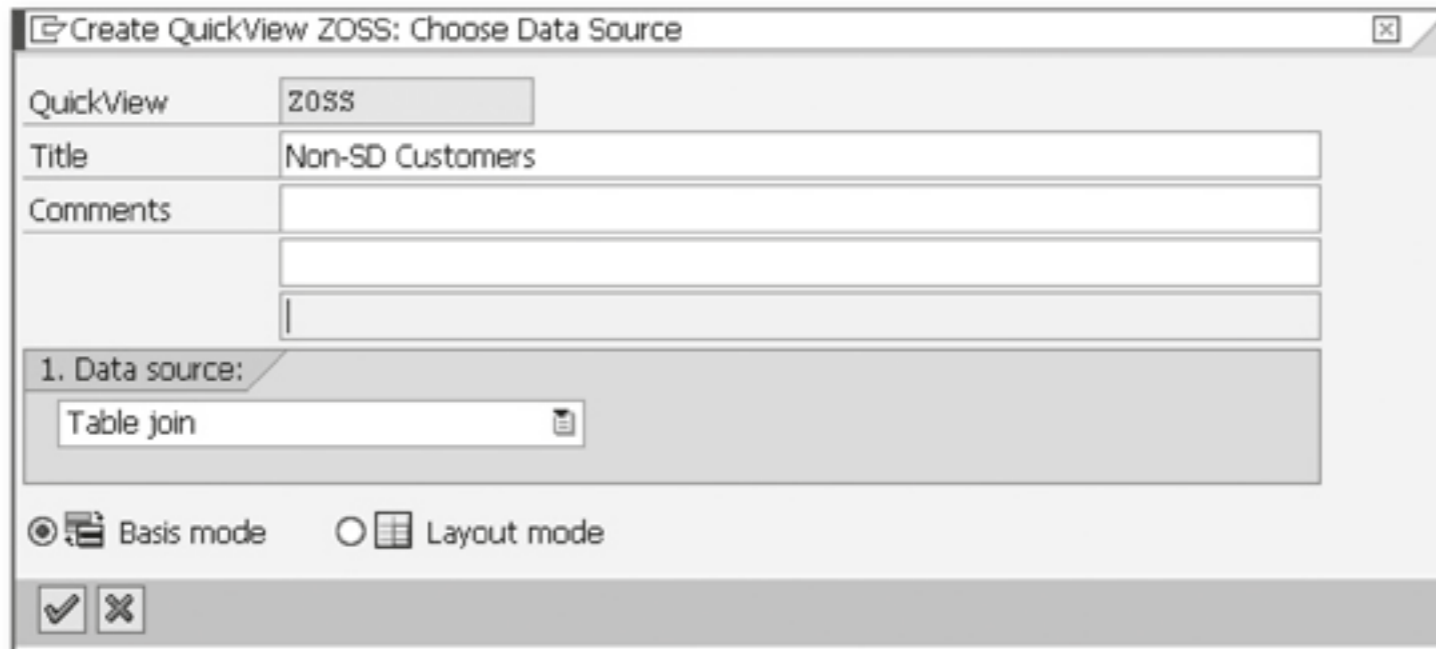 Create QuickView ZOSS: Choose Data Source
QuickView ZOSS
Title Non-SD Customers
Comments
1. Data source:
Table join
Basis mode Layout mode